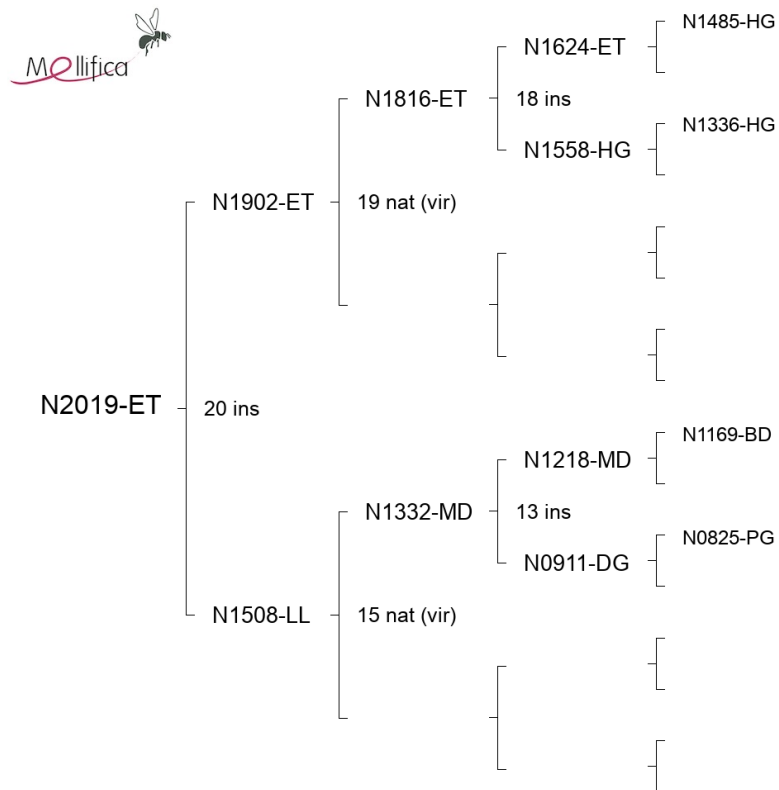 Mellifica
N1485-HG
N1624-ET
N1816-ET
18 ins
N1336-HG
N1558-HG
N1902-ET
19 nat (vir)
N2019-ET
20 ins
N1169-BD
N1218-MD
N1332-MD
13 ins
N0825-PG
N0911-DG
N1508-LL
15 nat (vir)